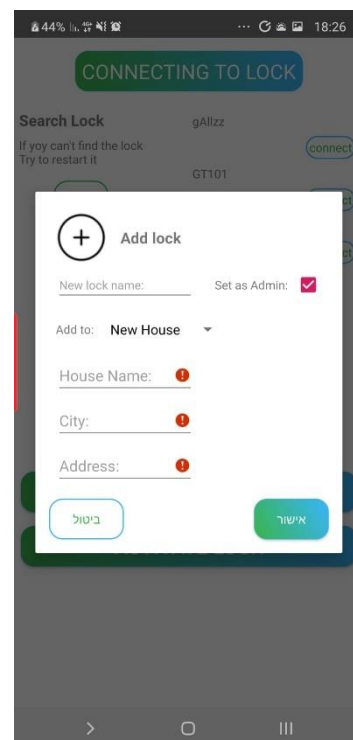 44% 18:26
CONNECTING TO LOCK
Search Lock
gAllzz
If yoy can't find the lock
Try to restart it
connect
GT101
Add lock
New lock name:
Set as Admin:
Add to: New House
House Name:
City:
Address:
ביטול
אישור